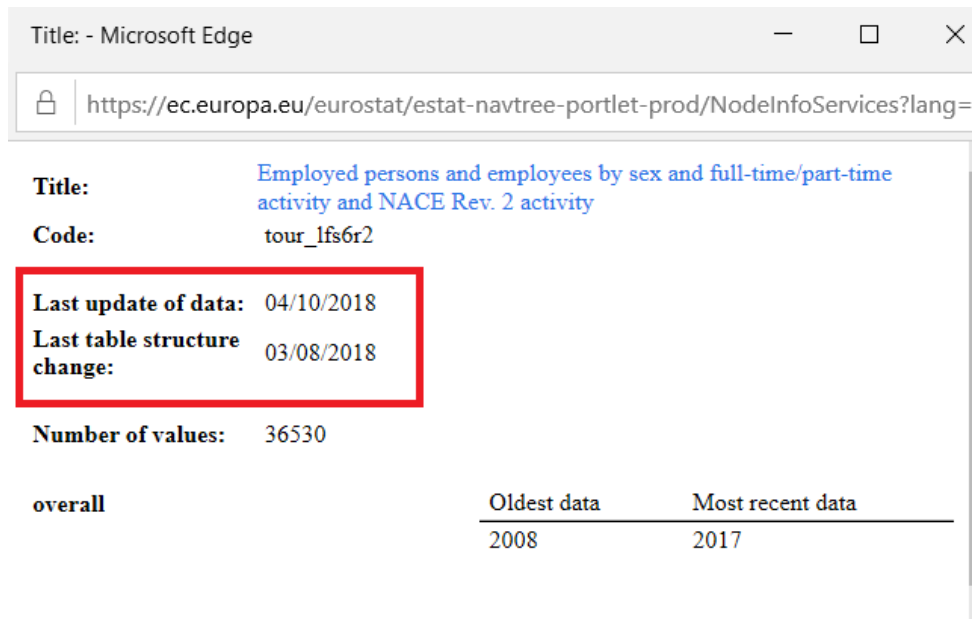 Title: - Microsoft Edge
https://ec.europa.eu/eurostat/estat-navtree-portlet-prod/NodeInfoServices?lang=
Title: Employed persons and employees by sex and full-time/part-time
activity and NACE Rev. 2 activity
Code: tour_lfs6r2
Last update of data: 04/10/2018
Last table structure
change: 03/08/2018
Number of values: 36530
overall Oldest data Most recent data
2008 2017